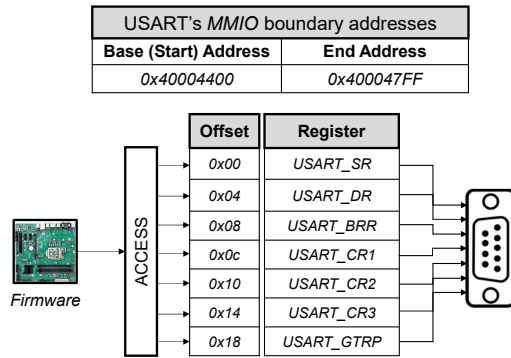 USART's MMIO boundary addresses
Base (Start) Address End Address
0x40004400 0x400047FF
Offset Register
0x00 USART_SR
0x04 USART_DR
0x08 USART_BRR
0x0c USART_CR1
0x10 USART_CR2
0x14 USART_CR3
0x18 USART_GTRP
ACCESS
Firmware